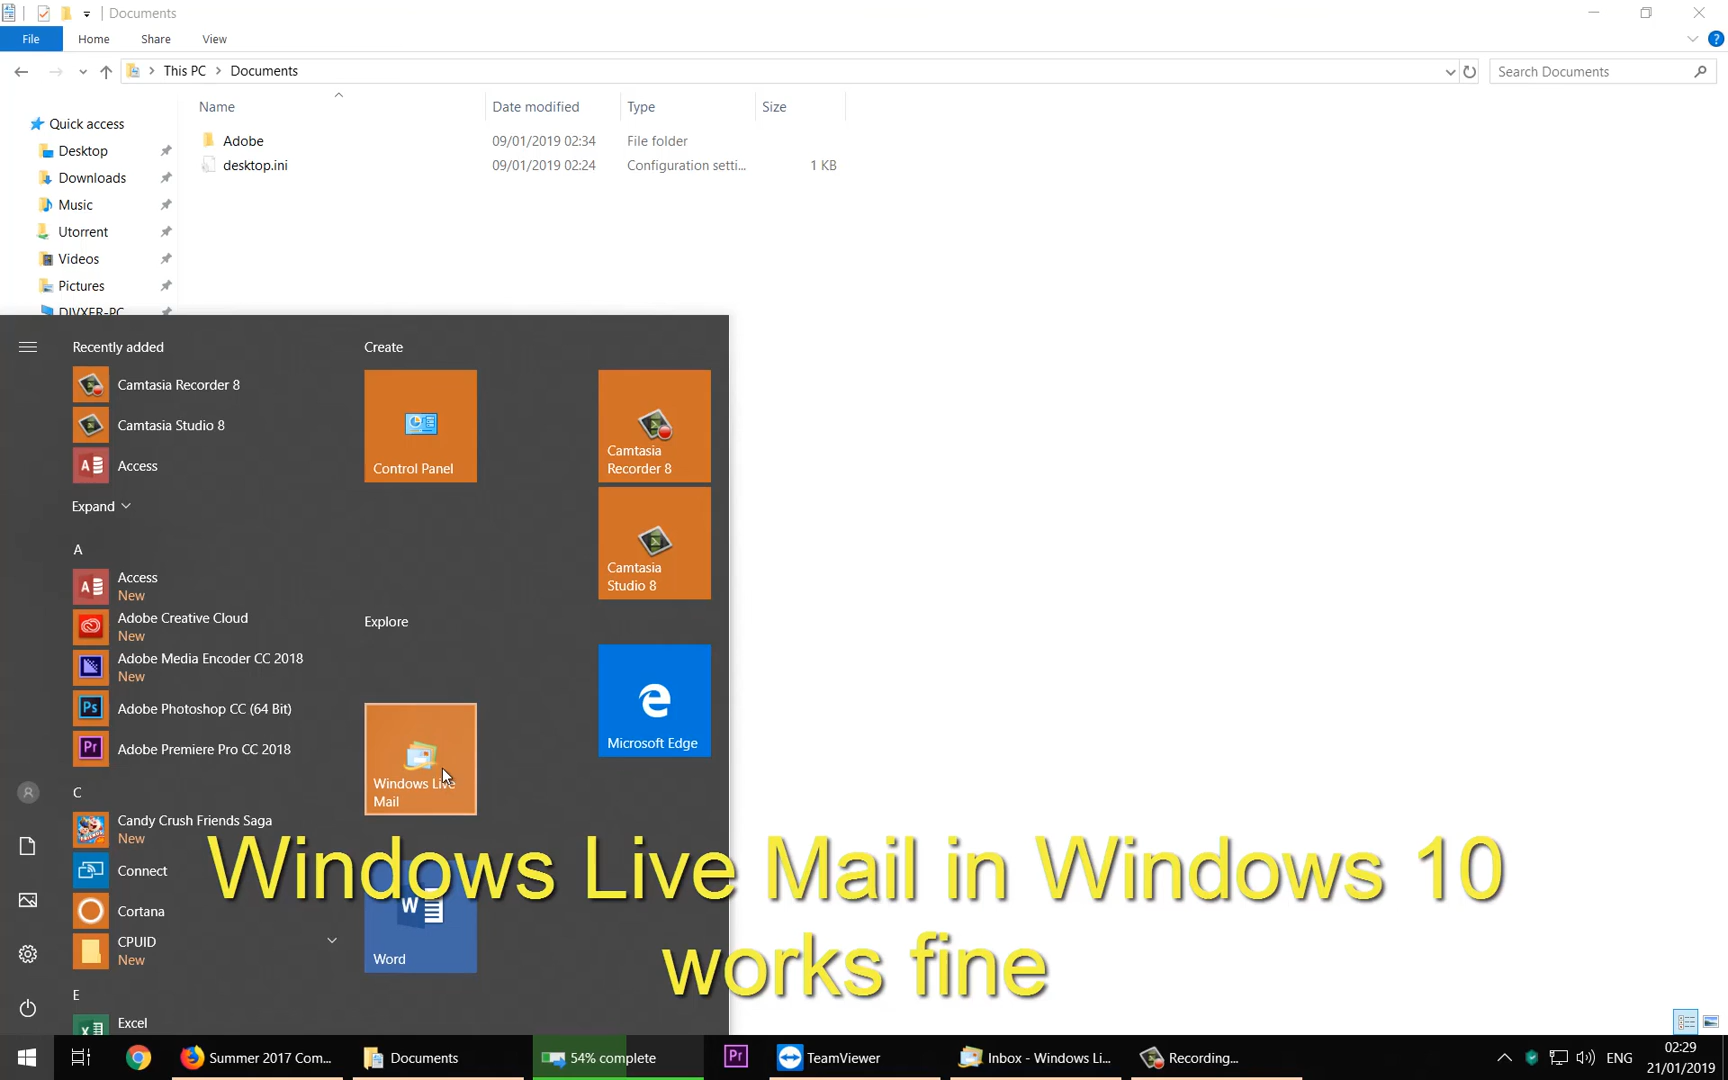 Documents
File
Home
Share
View
This PC
Documents
Search Documents
Name
Date modified
Type
Size
Quick access
Desktop
Downloads
Music
Utorrent
Videos
Pictures
DIVXER-PC
Adobe
09/01/2019 02:34
File folder
desktop.ini
09/01/2019 02:24
Configuration setti...
1 KB
Recently added
Camtasia Recorder 8
Camtasia Studio 8
Access
Expand
A
Access
New
Adobe Creative Cloud
New
Adobe Media Encoder CC 2018
New
Adobe Photoshop CC (64 Bit)
Adobe Premiere Pro CC 2018
C
Candy Crush Friends Saga
New
Connect
Cortana
CPUID
New
E
Excel
Create
Control Panel
Camtasia
Recorder 8
Camtasia
Studio 8
Explore
Microsoft Edge
Windows Live
Mail
Word
Windows Live Mail in Windows 10
works fine
Summer 2017 Com...
Documents
54% complete
TeamViewer
Inbox - Windows Li...
Recording...
ENG
02:29
21/01/2019